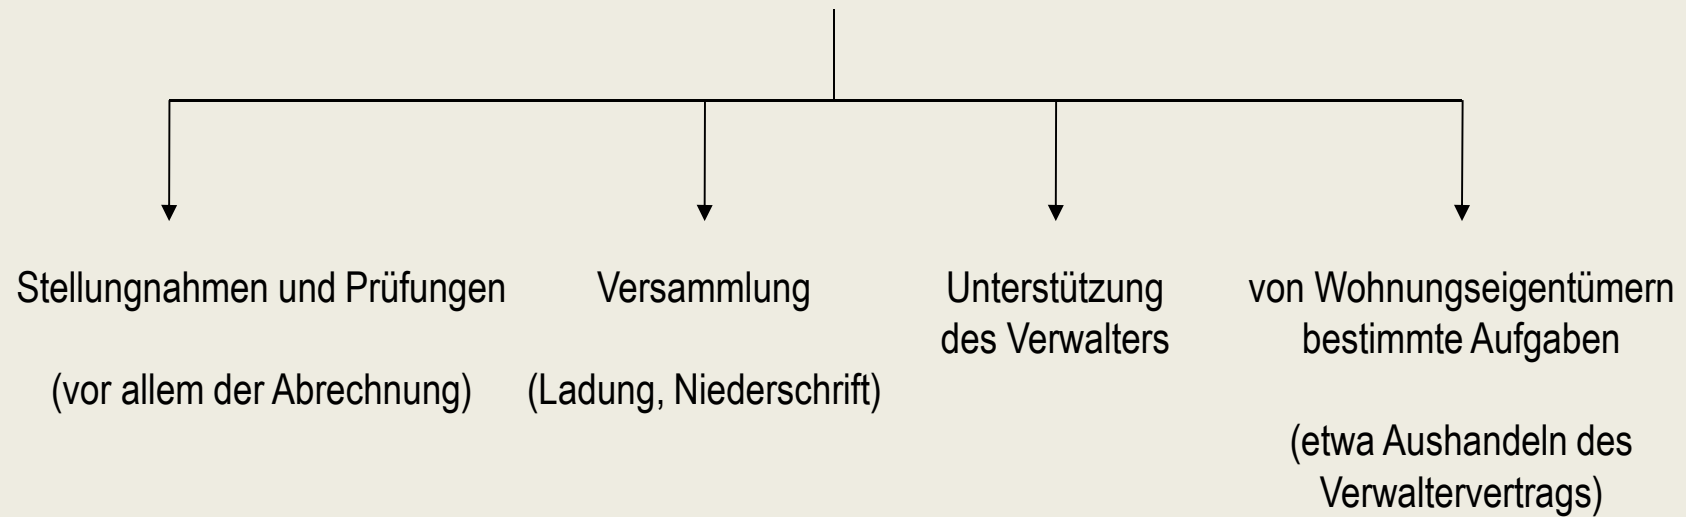 Stellungnahmen und Prüfungen
(vor allem der Abrechnung)
Versammlung
(Ladung, Niederschrift)
Unterstützung
des Verwalters
von Wohnungseigentümern
bestimmte Aufgaben
(etwa Aushandeln des
Verwaltervertrags)